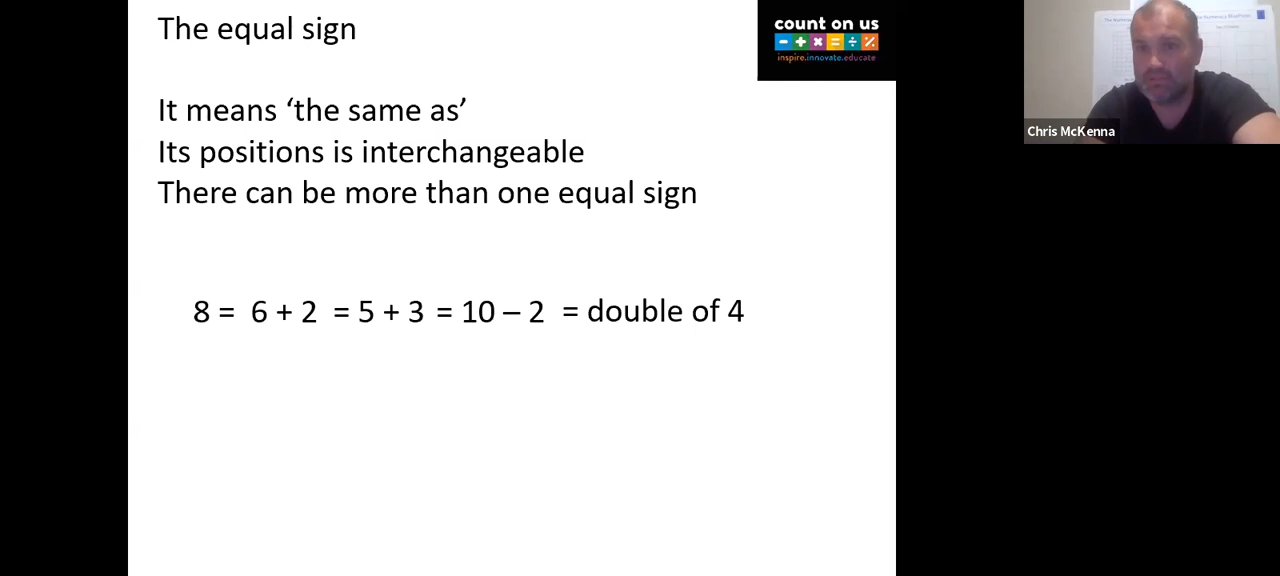 The equal sign
count on us
− + × = ÷ %
inspire.innovate.educate
It means ‘the same as’
Its positions is interchangeable
There can be more than one equal sign
8 = 6 + 2 = 5 + 3 = 10 – 2 = double of 4
Chris McKenna